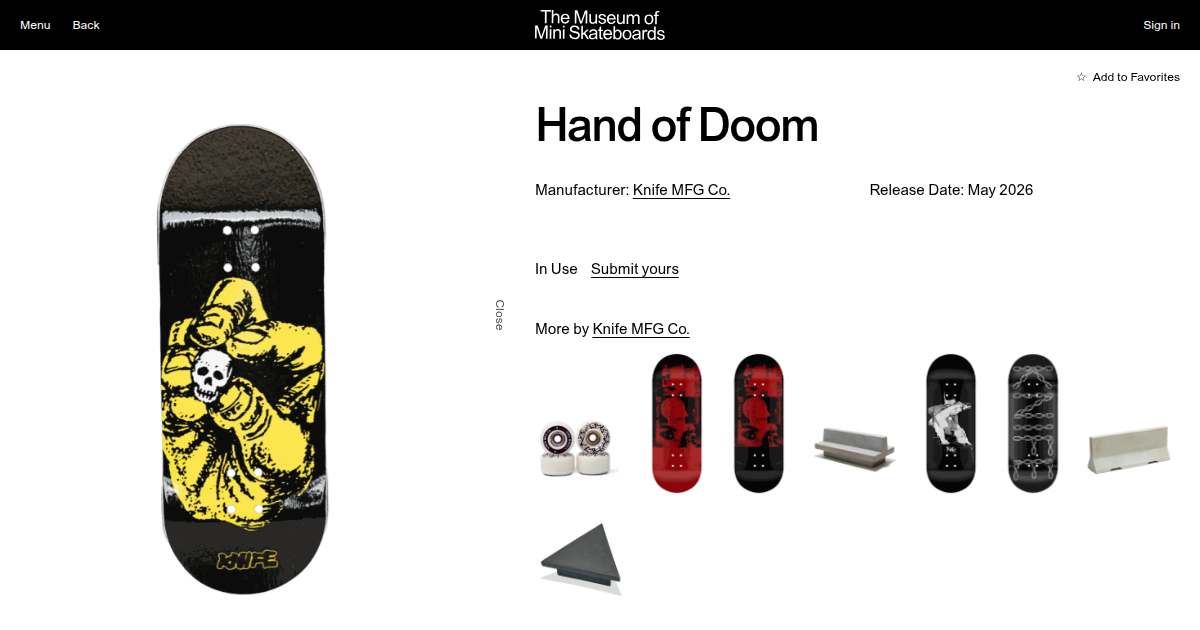 Menu
Back
The Museum of
Mini Skateboards
Sign in
☆ Add to Favorites
Hand of Doom
Manufacturer: Knife MFG Co.
Release Date: May 2026
In Use Submit yours
Close
More by Knife MFG Co.
KNIFE